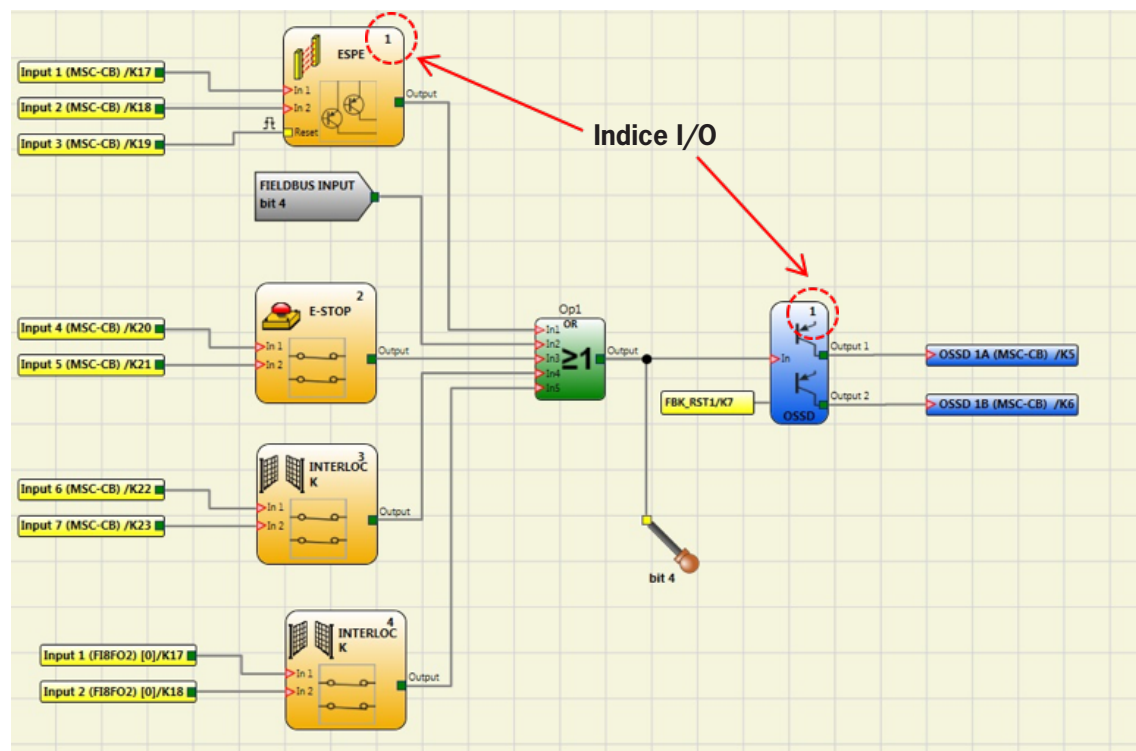 1
ESPE
Input 1 (MSC-CB) /K17
Input 2 (MSC-CB) /K18
Input 3 (MSC-CB) /K19
In 1
In 2
Reset
Output
Indice I/O
FIELDBUS INPUT
bit 4
2
E-STOP
Input 4 (MSC-CB) /K20
Input 5 (MSC-CB) /K21
In 1
In 2
Output
Op1
OR
In1
In2
In3
In4
In5
≥1
Output
1
In
OSSD
Output 1
Output 2
FBK_RST1/K7
OSSD 1A (MSC-CB) /K5
OSSD 1B (MSC-CB) /K6
3
INTERLOC
K
Input 6 (MSC-CB) /K22
Input 7 (MSC-CB) /K23
In 1
In 2
Output
bit 4
4
INTERLOC
K
Input 1 (FI8FO2) [0]/K17
Input 2 (FI8FO2) [0]/K18
In 1
In 2
Output